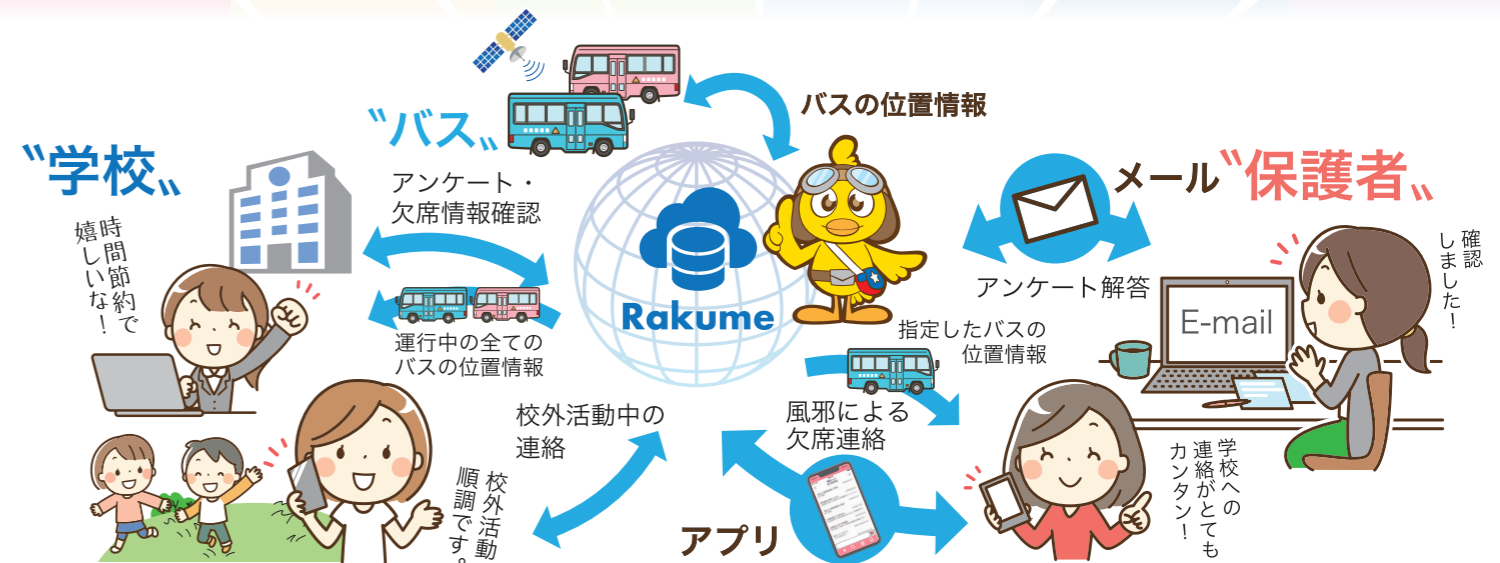 〝バス〟
バスの位置情報
〝学校〟
アンケート・
欠席情報確認
時間節約で
嬉しいな！
運行中の全ての
バスの位置情報
Rakume
メール〝保護者〟
アンケート解答
E-mail
確認
しました！
指定したバスの
位置情報
校外活動中の
連絡
風邪による
欠席連絡
校外活動
順調です。
アプリ
学校への
連絡がとても
カンタン！